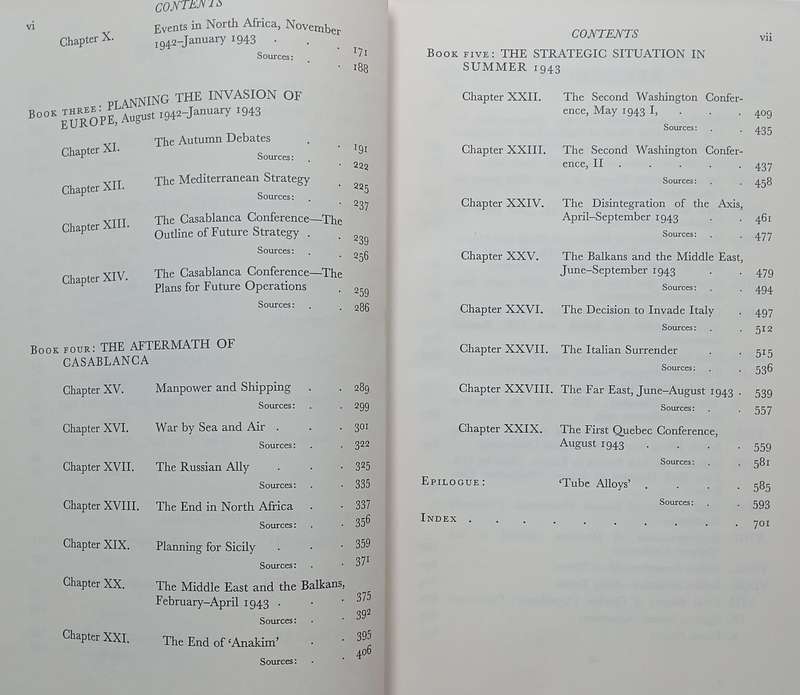 vi
CONTENTS
Chapter X. Events in North Africa, November
1942–January 1943 . . . 171
Sources: . . 188
BOOK THREE: PLANNING THE INVASION OF
EUROPE, August 1942–January 1943
Chapter XI. The Autumn Debates . . 191
Sources: . . 222
Chapter XII. The Mediterranean Strategy . 225
Sources: . . 237
Chapter XIII. The Casablanca Conference—The
Outline of Future Strategy . . 239
Sources: . . 256
Chapter XIV. The Casablanca Conference—The
Plans for Future Operations . 259
Sources: . . 286
BOOK FOUR: THE AFTERMATH OF
CASABLANCA
Chapter XV. Manpower and Shipping . . 289
Sources: . . 299
Chapter XVI. War by Sea and Air . . . 301
Sources: . . 322
Chapter XVII. The Russian Ally . . . 325
Sources: . . 335
Chapter XVIII. The End in North Africa . . 337
Sources: . . 356
Chapter XIX. Planning for Sicily . . . 359
Sources: . . 371
Chapter XX. The Middle East and the Balkans,
February–April 1943 . . . 375
Sources: . . 392
Chapter XXI. The End of ‘Anakim’ . . 395
Sources: . . 406
CONTENTS
vii
BOOK FIVE: THE STRATEGIC SITUATION IN
SUMMER 1943
Chapter XXII. The Second Washington Confer-
ence, May 1943 I, . . . 409
Sources: . . 435
Chapter XXIII. The Second Washington Confer-
ence, II . . . . . 437
Sources: . . 458
Chapter XXIV. The Disintegration of the Axis,
April–September 1943 . . 461
Sources: . . 477
Chapter XXV. The Balkans and the Middle East,
June–September 1943 . . 479
Sources: . . 494
Chapter XXVI. The Decision to Invade Italy . 497
Sources: . . 512
Chapter XXVII. The Italian Surrender . . 515
Sources: . . 536
Chapter XXVIII. The Far East, June–August 1943 . 539
Sources: . . 557
Chapter XXIX. The First Quebec Conference,
August 1943 . . . . 559
Sources: . . 581
EPILOGUE: ‘Tube Alloys’ . . . . 585
Sources: . . 593
INDEX . . . . . . . . . . 701